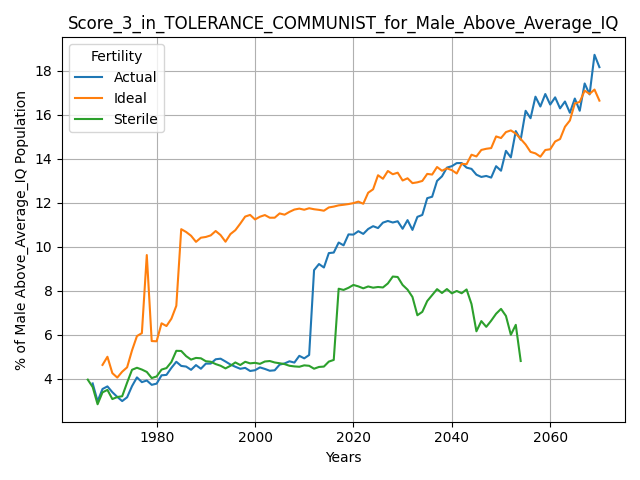 Score_3_in_TOLERANCE_COMMUNIST_for_Male_Above_Average_IQ
Fertility
Actual
Ideal
Sterile
% of Male Above_Average_IQ Population
18
16
14
12
10
8
6
4
1980 2000 2020 2040 2060
Years